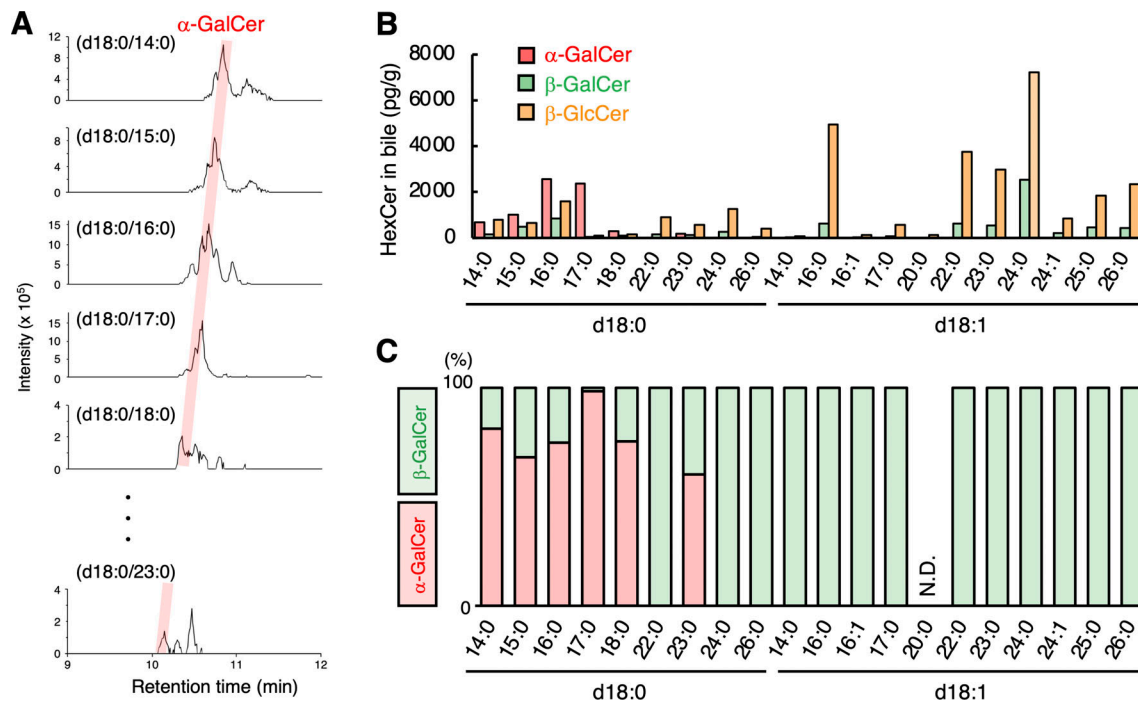 A
α-GalCer
(d18:0/14:0)
12
8
4
0
(d18:0/15:0)
8
4
0
(d18:0/16:0)
15
10
5
0
(d18:0/17:0)
15
10
5
0
(d18:0/18:0)
4
2
0
(d18:0/23:0)
4
2
0
9 10 11 12
Intensity (x 10⁵)
Retention time (min)
B
8000
6000
4000
2000
0
HexCer in bile (pg/g)
α-GalCer
β-GalCer
β-GlcCer
14:0 15:0 16:0 17:0 18:0 22:0 23:0 24:0 26:0 14:0 16:0 16:1 17:0 20:0 22:0 23:0 24:0 24:1 25:0 26:0
d18:0 d18:1
C
(%)
100
0
β-GalCer
α-GalCer
N.D.
14:0 15:0 16:0 17:0 18:0 22:0 23:0 24:0 26:0 14:0 16:0 16:1 17:0 20:0 22:0 23:0 24:0 24:1 25:0 26:0
d18:0 d18:1